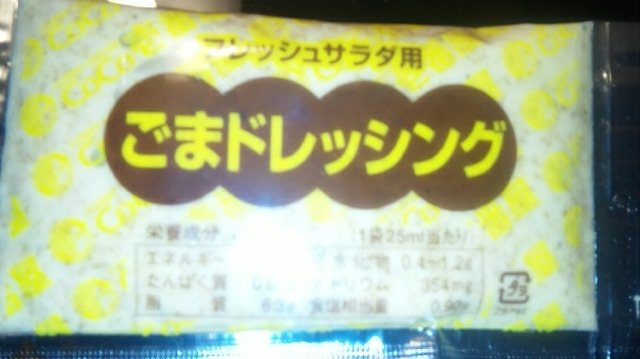 フレッシュサラダ用
ごまドレッシング
栄養成分 (1袋25ml当たり)
エネルギー 水化物 0.4~1.2g
たんぱく質 ナトリウム 354mg
脂 質 食塩相当量